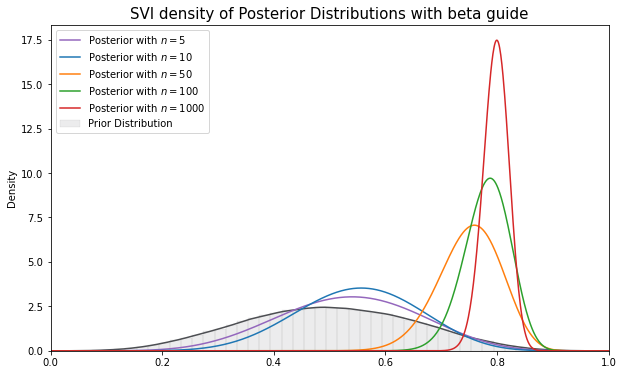 SVI density of Posterior Distributions with beta guide
Posterior with n = 5
Posterior with n = 10
Posterior with n = 50
Posterior with n = 100
Posterior with n = 1000
Prior Distribution
Density
17.5
15.0
12.5
10.0
7.5
5.0
2.5
0.0
0.0 0.2 0.4 0.6 0.8 1.0